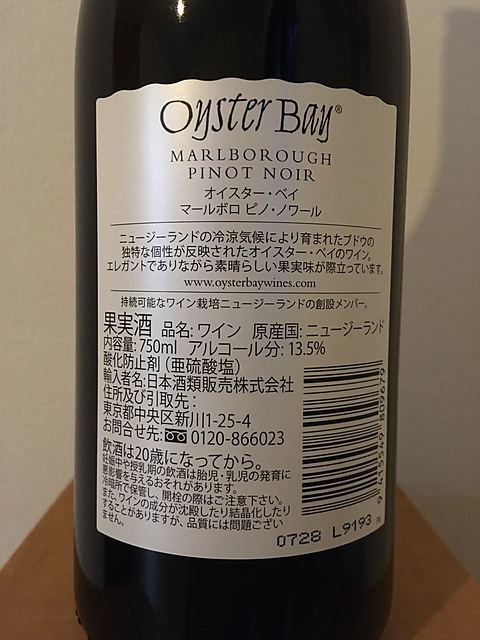 Oyster Bay®
MARLBOROUGH
PINOT NOIR
オイスター・ベイ
マールボロ ピノ・ノワール
ニュージーランドの冷涼気候により育まれたブドウの
独特な個性が反映されたオイスター・ベイのワイン。
エレガントでありながら素晴らしい果実味が際立っています。
www.oysterbaywines.com
持続可能なワイン栽培ニュージーランドの創設メンバー。
果実酒 品名: ワイン 原産国: ニュージーランド
内容量: 750ml アルコール分: 13.5%
酸化防止剤（亜硫酸塩）
輸入者名:日本酒類販売株式会社
住所及び引取先：
東京都中央区新川1-25-4
お問合せ先: 0120-866023
飲酒は20歳になってから。
妊娠中や授乳期の飲酒は胎児・乳児の発育に
悪影響を与えるおそれがあります。
冷暗所で保管し、開栓の際はご注意下さい。
また、ワインの成分が沈殿したり結晶化したり
することがありますが、品質には問題ござい
ません。
9 415549 809679
0728 L9193